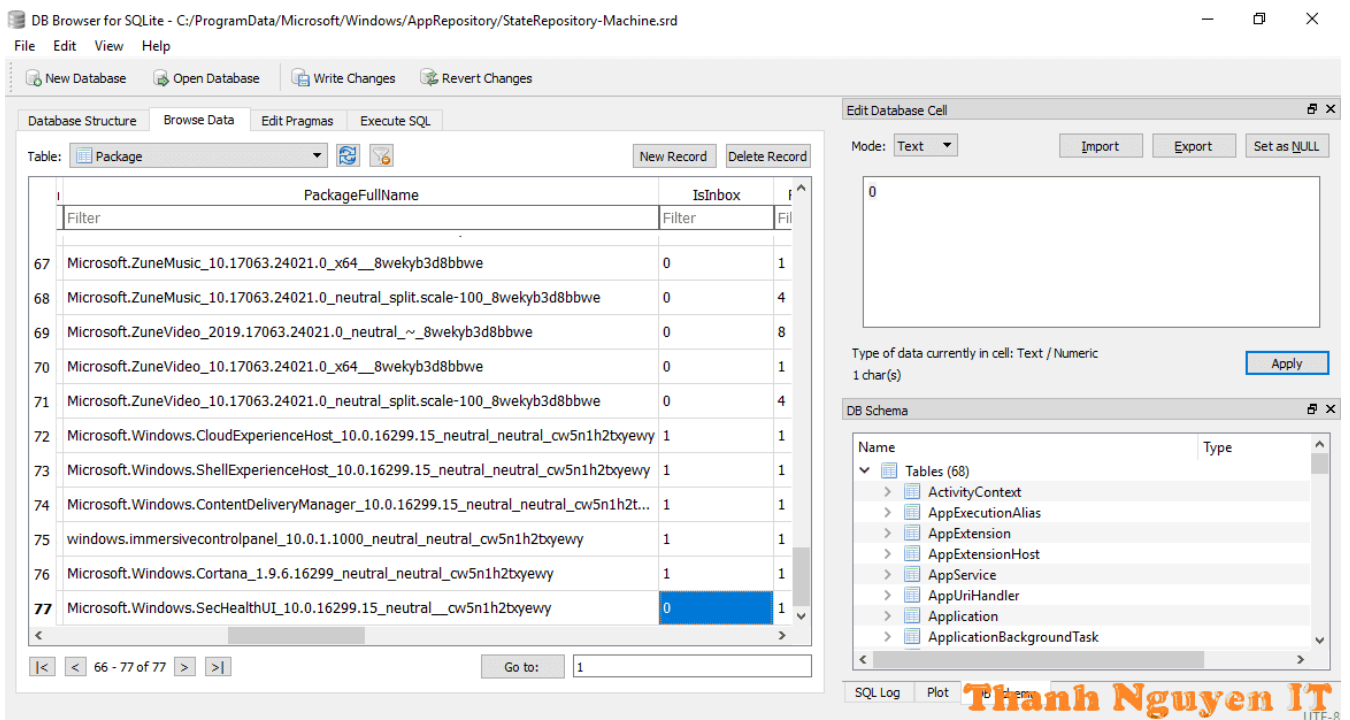 DB Browser for SQLite - C:/ProgramData/Microsoft/Windows/AppRepository/StateRepository-Machine.srd
File Edit View Help
New Database Open Database Write Changes Revert Changes
Database Structure Browse Data Edit Pragmas Execute SQL
Table: Package New Record Delete Record
PackageFullName IsInbox
Filter Filter Fil
67 Microsoft.ZuneMusic_10.17063.24021.0_x64__8wekyb3d8bbwe 0 1
68 Microsoft.ZuneMusic_10.17063.24021.0_neutral_split.scale-100_8wekyb3d8bbwe 0 4
69 Microsoft.ZuneVideo_2019.17063.24021.0_neutral_~_8wekyb3d8bbwe 0 8
70 Microsoft.ZuneVideo_10.17063.24021.0_x64__8wekyb3d8bbwe 0 1
71 Microsoft.ZuneVideo_10.17063.24021.0_neutral_split.scale-100_8wekyb3d8bbwe 0 4
72 Microsoft.Windows.CloudExperienceHost_10.0.16299.15_neutral_neutral_cw5n1h2txyewy 1 1
73 Microsoft.Windows.ShellExperienceHost_10.0.16299.15_neutral_neutral_cw5n1h2txyewy 1 1
74 Microsoft.Windows.ContentDeliveryManager_10.0.16299.15_neutral_neutral_cw5n1h2t... 1 1
75 windows.immersivecontrolpanel_10.0.1.1000_neutral_neutral_cw5n1h2txyewy 1 1
76 Microsoft.Windows.Cortana_1.9.6.16299_neutral_neutral_cw5n1h2txyewy 1 1
77 Microsoft.Windows.SecHealthUI_10.0.16299.15_neutral__cw5n1h2txyewy 0 1
|< < 66 - 77 of 77 > >| Go to: 1
Edit Database Cell
Mode: Text Import Export Set as NULL
0
Type of data currently in cell: Text / Numeric
1 char(s)
Apply
DB Schema
Name Type
Tables (68)
ActivityContext
AppExecutionAlias
AppExtension
AppExtensionHost
AppService
AppUriHandler
Application
ApplicationBackgroundTask
SQL Log Plot DB Schema
Thanh Nguyen IT
UTF-8